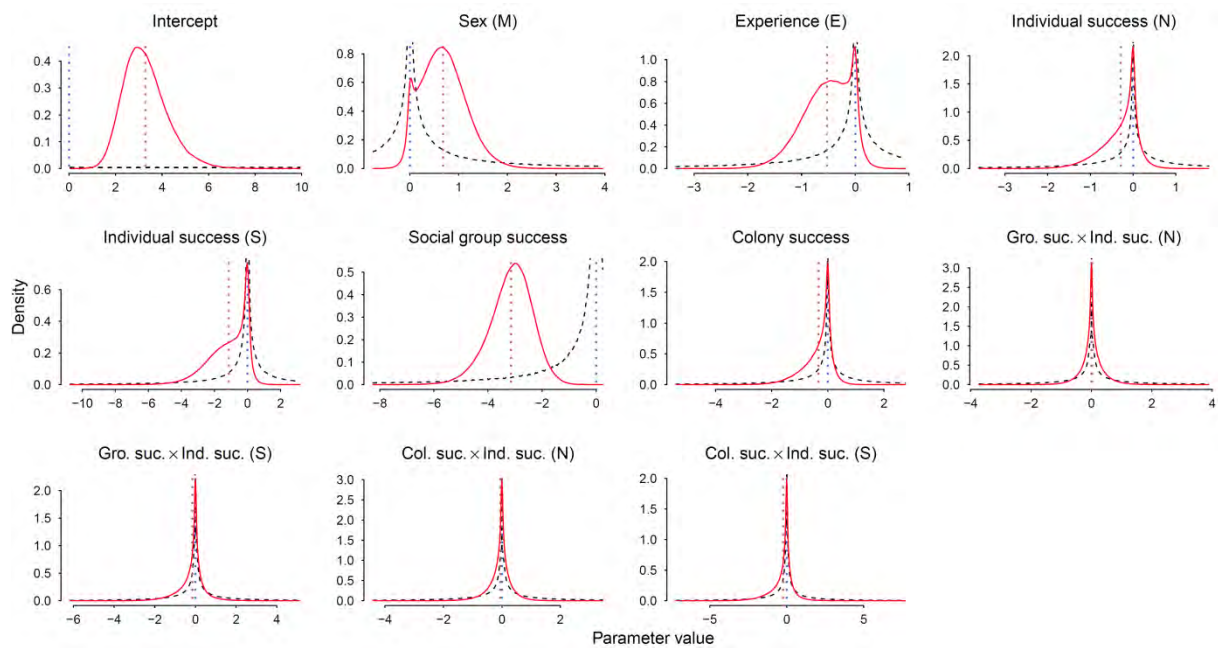 Intercept
Sex (M)
Experience (E)
Individual success (N)
0.4
0.3
0.2
0.1
0.0
0 2 4 6 8 10
0.8
0.6
0.4
0.2
0.0
0 1 2 3 4
1.0
0.8
0.6
0.4
0.2
0.0
−3 −2 −1 0 1
2.0
1.5
1.0
0.5
0.0
−3 −2 −1 0 1
Individual success (S)
Social group success
Colony success
Gro. suc. × Ind. suc. (N)
Density
0.6
0.4
0.2
0.0
−10 −8 −6 −4 −2 0 2
0.5
0.4
0.3
0.2
0.1
0.0
−8 −6 −4 −2 0
2.0
1.5
1.0
0.5
0.0
−6 −4 −2 0 2
3.0
2.5
2.0
1.5
1.0
0.5
0.0
−4 −2 0 2 4
Gro. suc. × Ind. suc. (S)
Col. suc. × Ind. suc. (N)
Col. suc. × Ind. suc. (S)
2.0
1.5
1.0
0.5
0.0
−6 −4 −2 0 2 4
3.0
2.5
2.0
1.5
1.0
0.5
0.0
−4 −2 0 2
2.0
1.5
1.0
0.5
0.0
−5 0 5
Parameter value